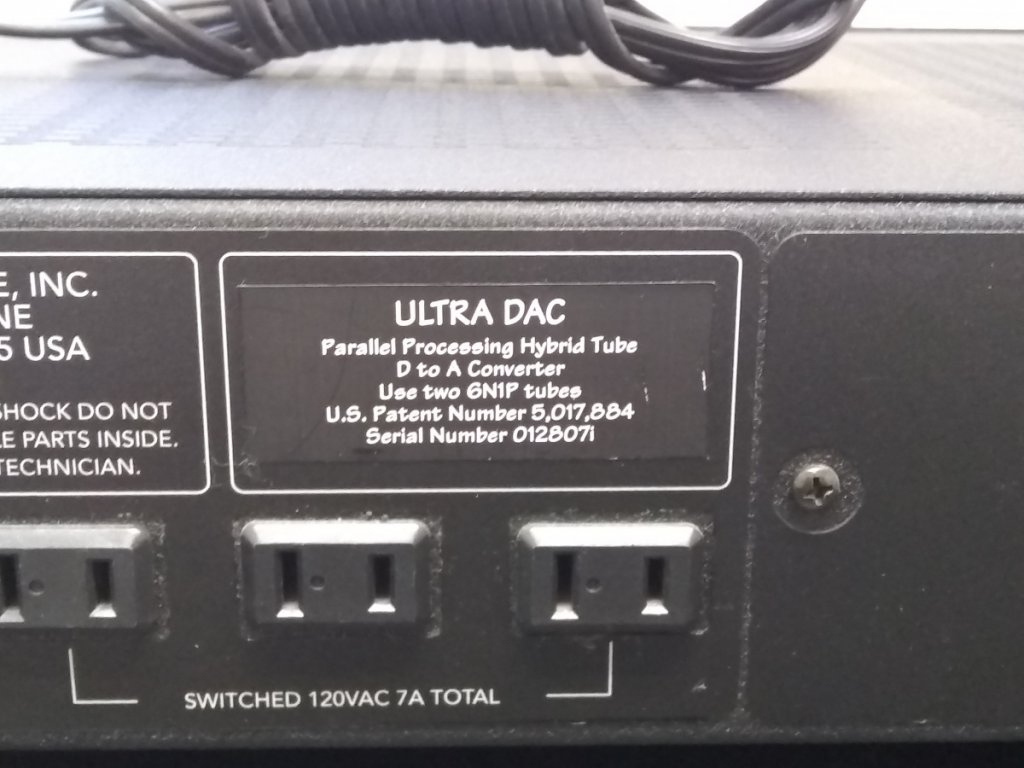 E, INC.
NE
5 USA
SHOCK DO NOT
LE PARTS INSIDE.
TECHNICIAN.
ULTRA DAC
Parallel Processing Hybrid Tube
D to A Converter
Use two 6N1P tubes
U.S. Patent Number 5,017,884
Serial Number 012807i
SWITCHED 120VAC 7A TOTAL